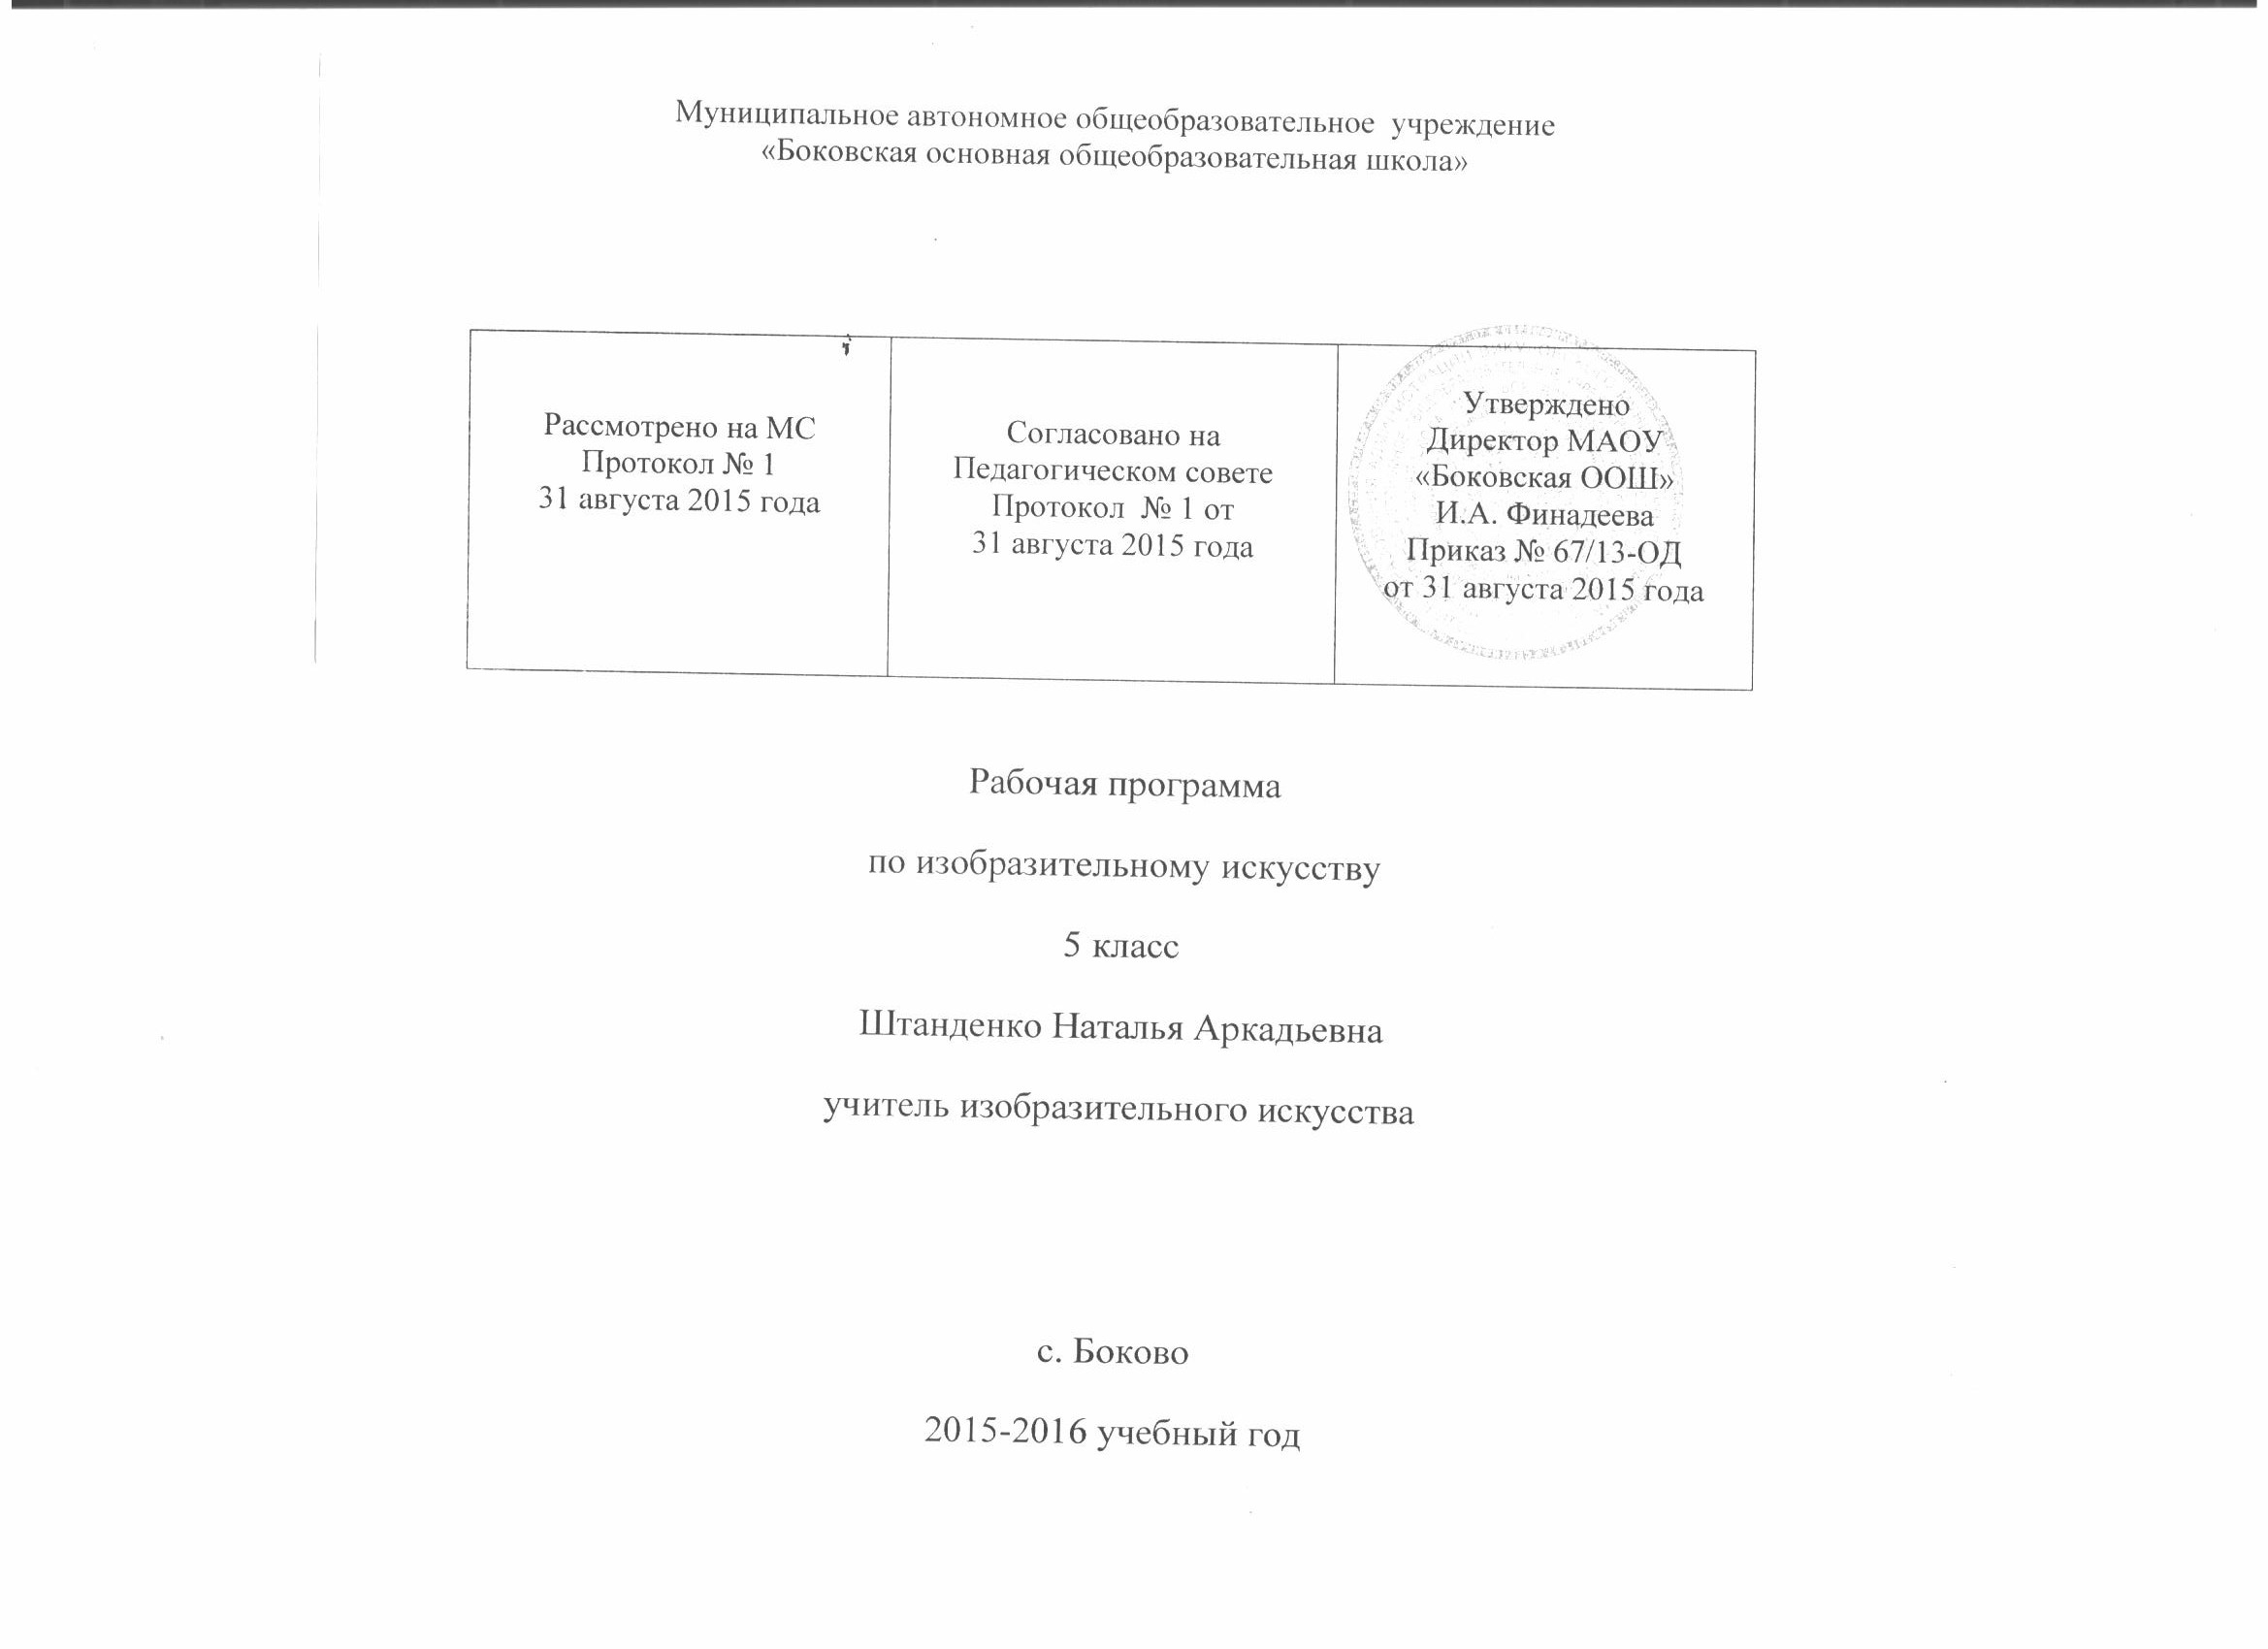 Муниципальное автономное общеобразовательное учреждение
«Боковская основная общеобразовательная школа»
Рассмотрено на МС
Протокол № 1
31 августа 2015 года
Согласовано на
Педагогическом совете
Протокол № 1 от
31 августа 2015 года
Утверждено
Директор МАОУ
«Боковская ООШ»
И.А. Финадеева
Приказ № 67/13-ОД
от 31 августа 2015 года
Рабочая программа
по изобразительному искусству
5 класс
Штанденко Наталья Аркадьевна
учитель изобразительного искусства
с. Боково
2015-2016 учебный год